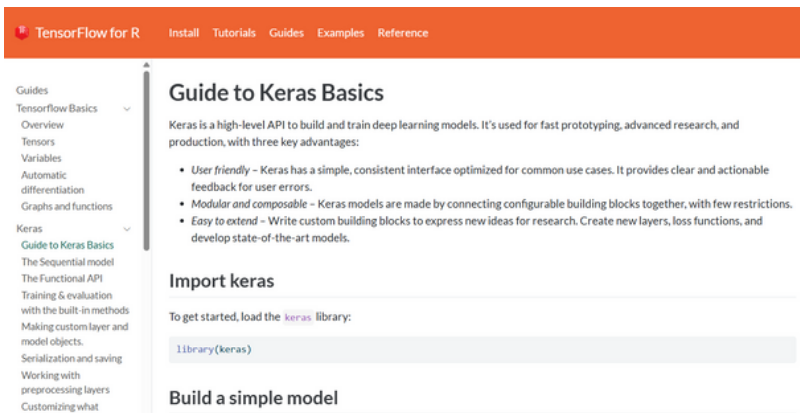 TensorFlow for R Install Tutorials Guides Examples Reference
Guides
Tensorflow Basics
Overview
Tensors
Variables
Automatic
differentiation
Graphs and functions
Keras
Guide to Keras Basics
The Sequential model
The Functional API
Training & evaluation
with the built-in methods
Making custom layer and
model objects.
Serialization and saving
Working with
preprocessing layers
Customizing what
Guide to Keras Basics
Keras is a high-level API to build and train deep learning models. It's used for fast prototyping, advanced research, and
production, with three key advantages:
• User friendly – Keras has a simple, consistent interface optimized for common use cases. It provides clear and actionable
feedback for user errors.
• Modular and composable – Keras models are made by connecting configurable building blocks together, with few restrictions.
• Easy to extend – Write custom building blocks to express new ideas for research. Create new layers, loss functions, and
develop state-of-the-art models.
Import keras
To get started, load the keras library:
library(keras)
Build a simple model